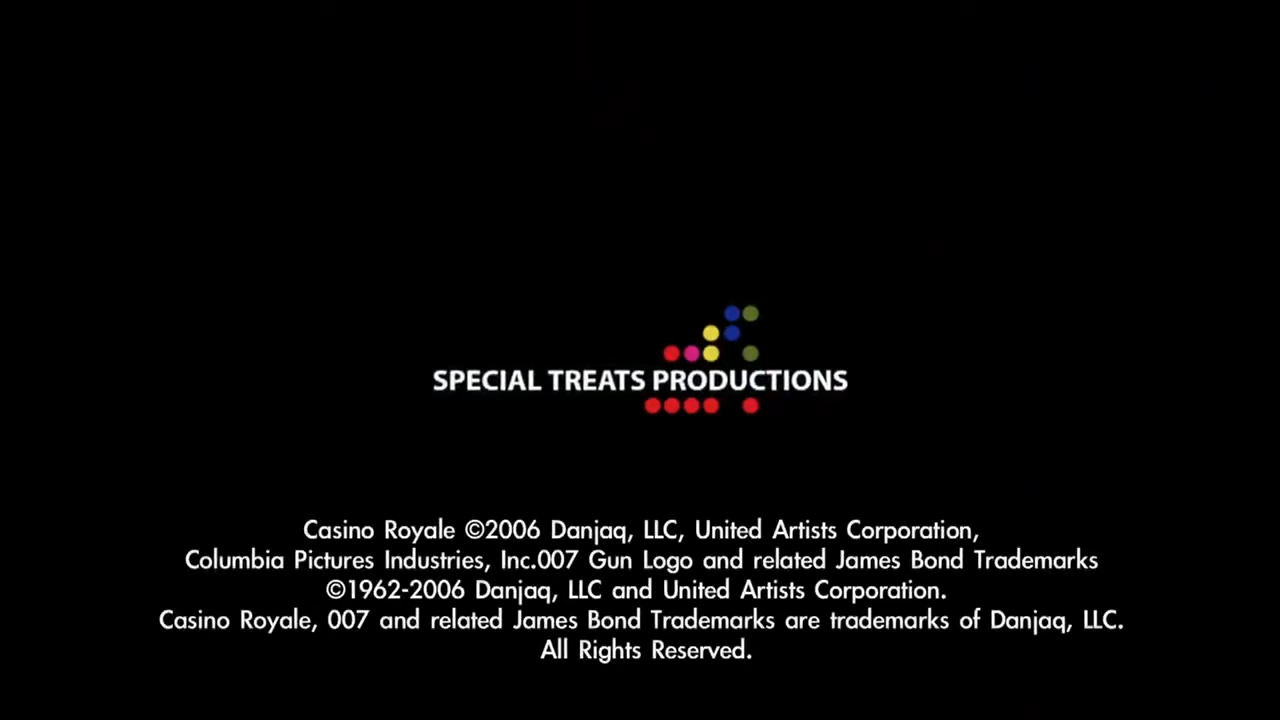 SPECIAL TREATS PRODUCTIONS
Casino Royale ©2006 Danjaq, LLC, United Artists Corporation,
Columbia Pictures Industries, Inc.007 Gun Logo and related James Bond Trademarks
©1962-2006 Danjaq, LLC and United Artists Corporation.
Casino Royale, 007 and related James Bond Trademarks are trademarks of Danjaq, LLC.
All Rights Reserved.